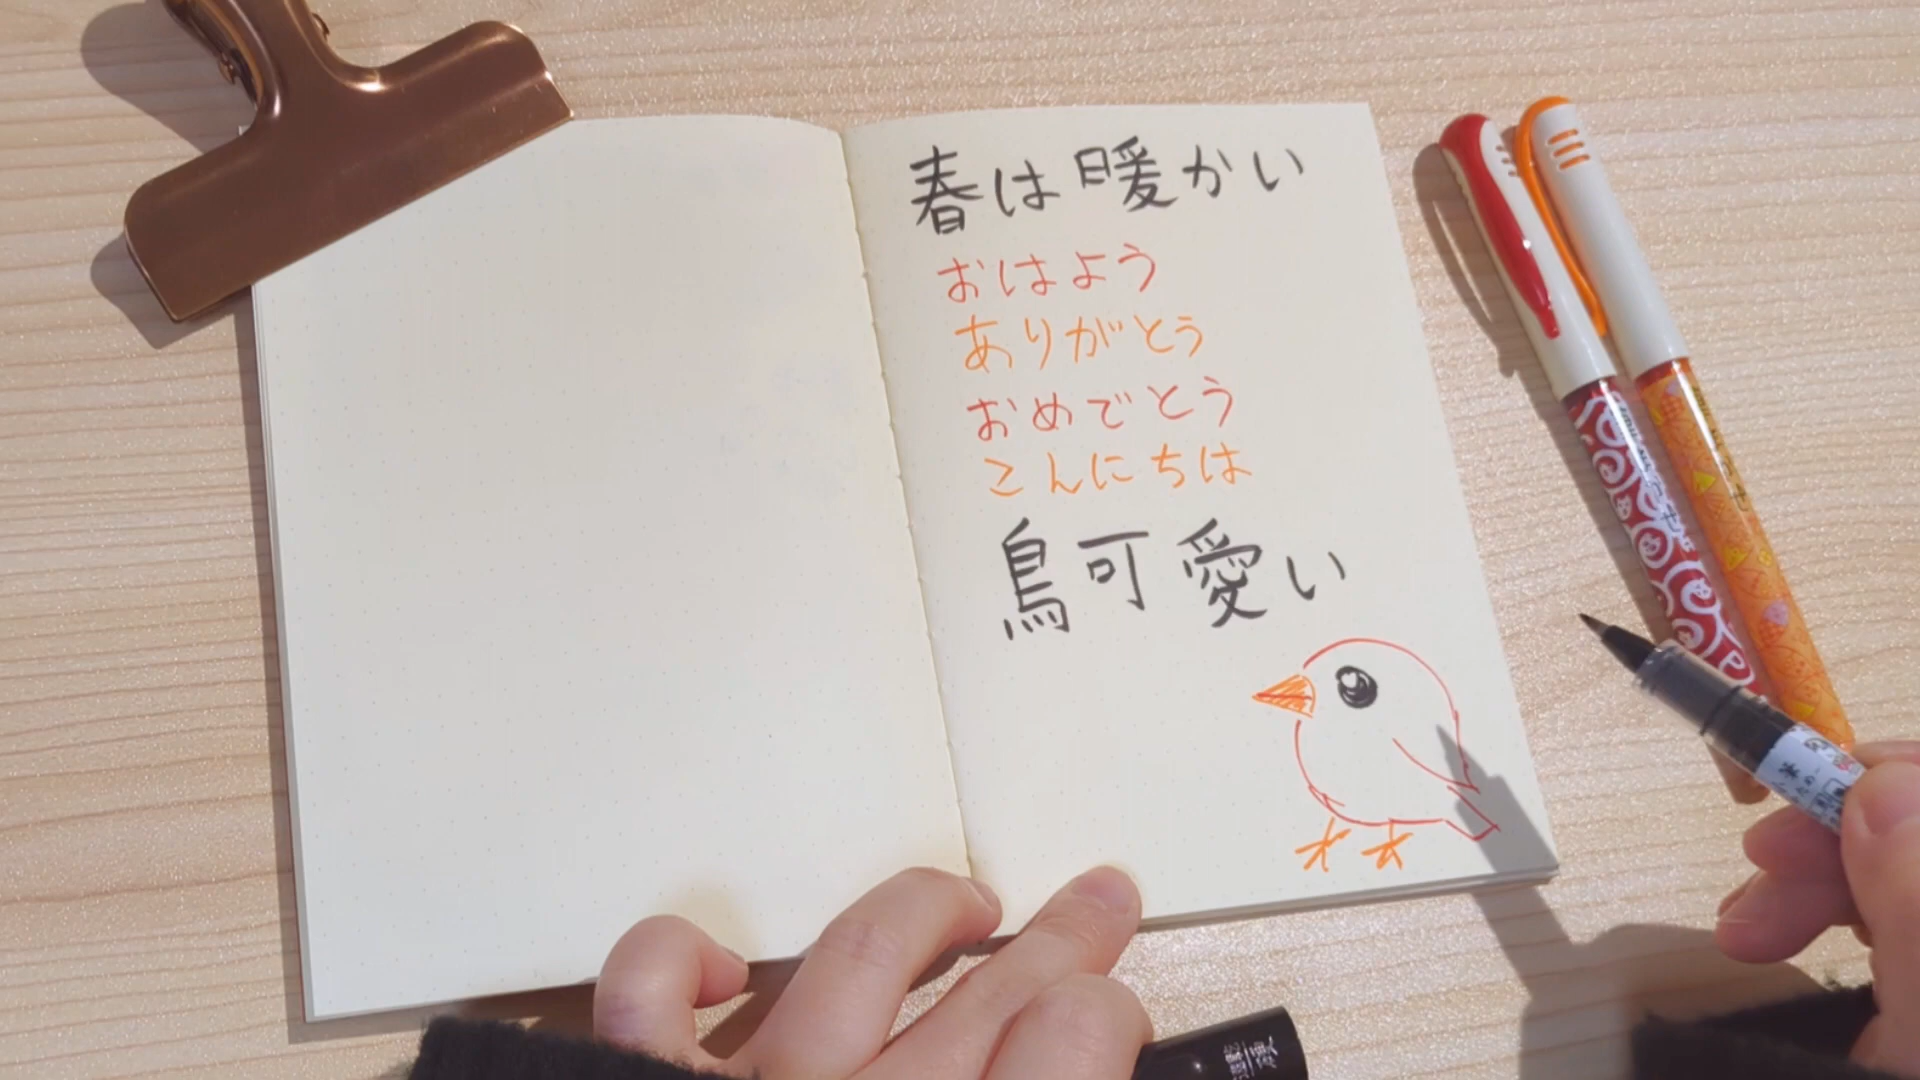 春は暖かい
おはよう
ありがとう
おめでとう
こんにちは
鳥可愛い